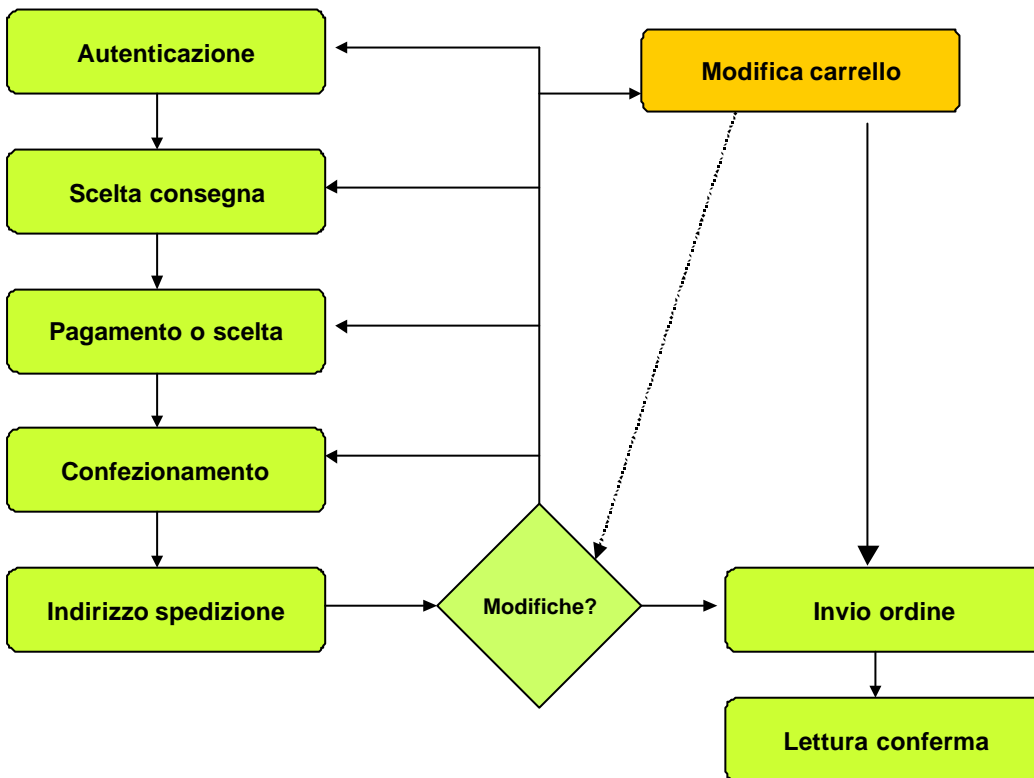 Autenticazione
Modifica carrello
Scelta consegna
Pagamento o scelta
Confezionamento
Indirizzo spedizione
Modifiche?
Invio ordine
Lettura conferma